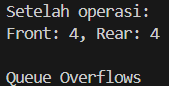 Setelah operasi:
Front: 4, Rear: 4
Queue Overflows